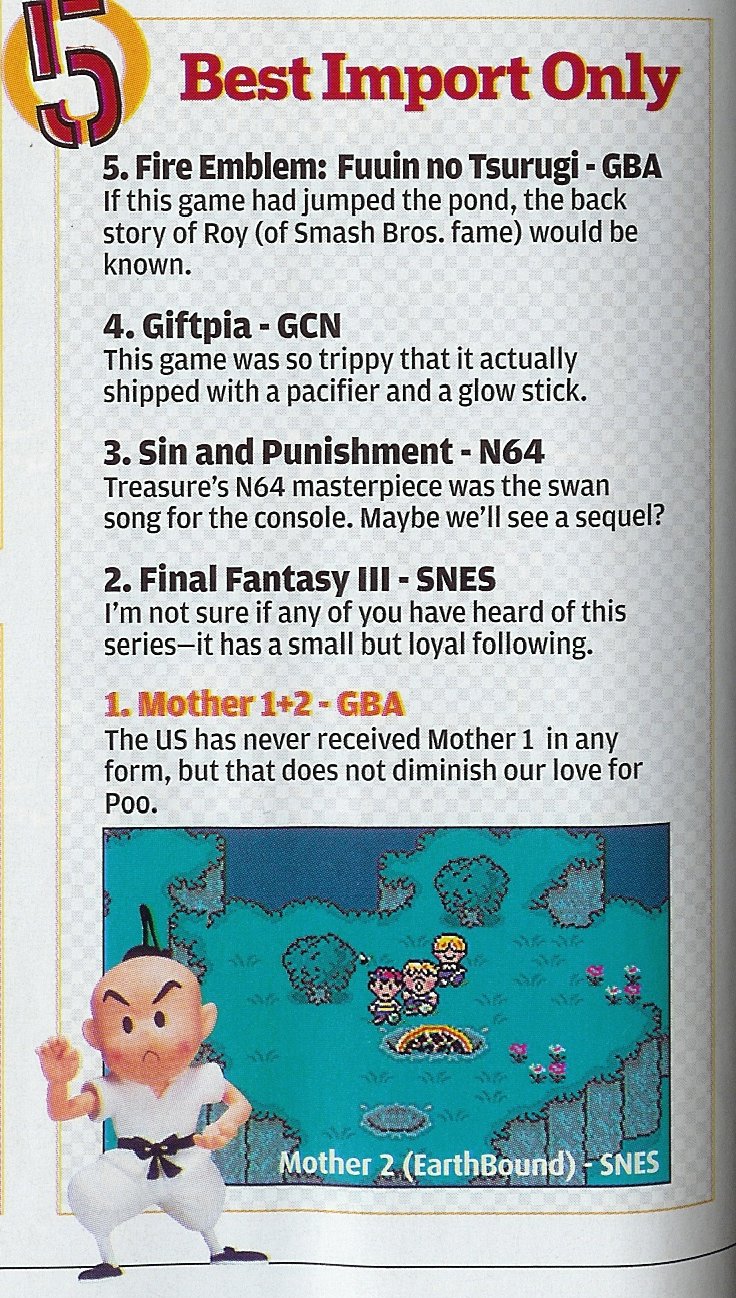 5 Best Import Only
5. Fire Emblem: Fuuin no Tsurugi - GBA
If this game had jumped the pond, the back
story of Roy (of Smash Bros. fame) would be
known.
4. Giftpia - GCN
This game was so trippy that it actually
shipped with a pacifier and a glow stick.
3. Sin and Punishment - N64
Treasure's N64 masterpiece was the swan
song for the console. Maybe we'll see a sequel?
2. Final Fantasy III - SNES
I'm not sure if any of you have heard of this
series—it has a small but loyal following.
1. Mother 1+2 - GBA
The US has never received Mother 1 in any
form, but that does not diminish our love for
Poo.
Mother 2 (EarthBound) - SNES